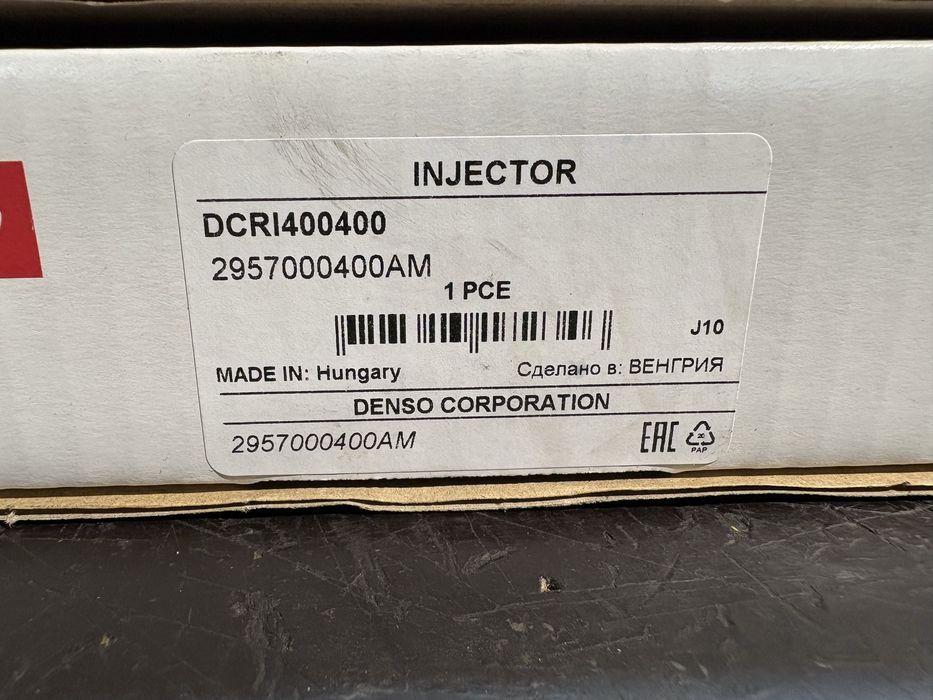 INJECTOR
DCRI400400
2957000400AM
1 PCE
J10
MADE IN: Hungary Сделано в: ВЕНГРИЯ
DENSO CORPORATION
2957000400AM EAC
PAP